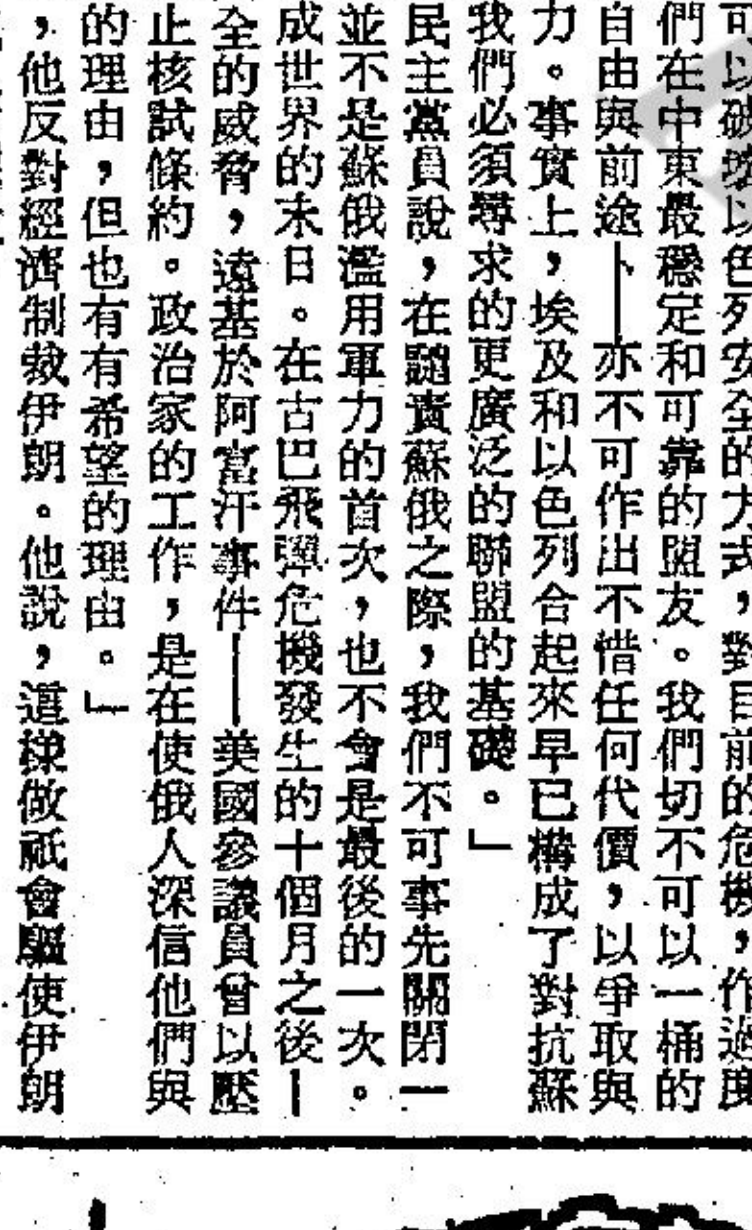 可以破壞以色列安全的方式，對目前的危機，作過度
們在中東最穩定和可靠的盟友。我們切不可以一桶的
自由與前途卜——亦不可作出不惜任何代價，以爭取與
力。事實上，埃及和以色列合起來早已構成了對抗蘇
我們必須尋求的更廣泛的聯盟的基礎。」
民主黨員說，在譴責蘇俄之際，我們不可事先關閉一
並不是蘇俄濫用軍力的首次，也不會是最後的一次。
成世界的末日。在古巴飛彈危機發生的十個月之後—
全的威脅，遠基於阿富汗事件——美國參議員曾以壓
止核試條約。政治家的工作，是在使俄人深信他們與
的理由，但也有有希望的理由。」
，他反對經濟制裁伊朗。他說，這樣做祇會驅使伊朗